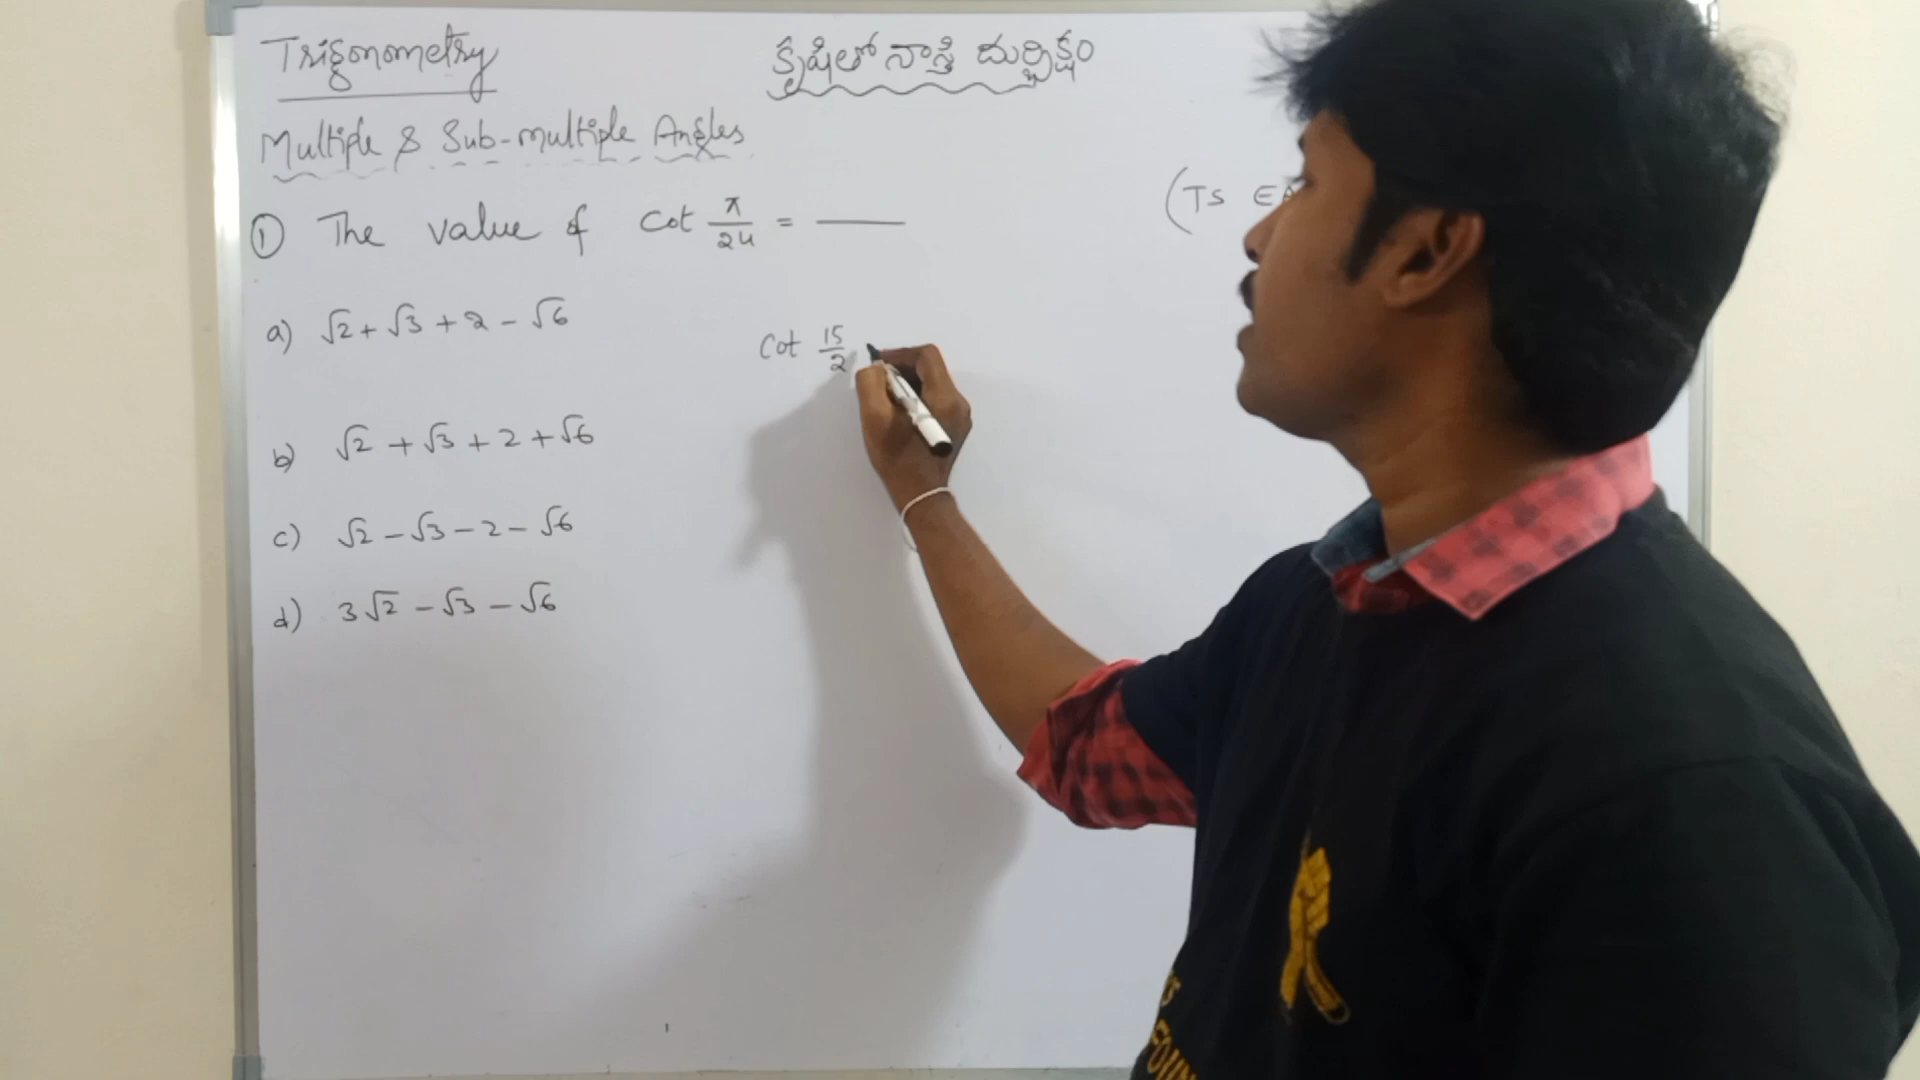 Trigonometry
కృషితో నాస్తి దుర్భిక్షం
Multiple & Sub-multiple Angles
(TS EA
① The value of cot π/24 = ———
a) √2 + √3 + 2 - √6
cot 15/2
b) √2 + √3 + 2 + √6
c) √2 - √3 - 2 - √6
d) 3√2 - √3 - √6